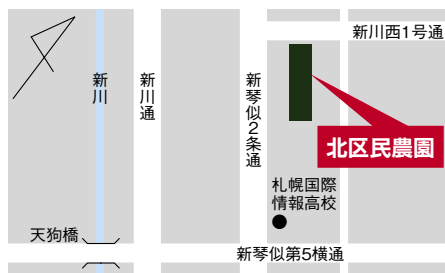 新川西1号通
新川
新川通
新琴似2条通
北区民農園
札幌国際
情報高校
天狗橋
新琴似第5横通